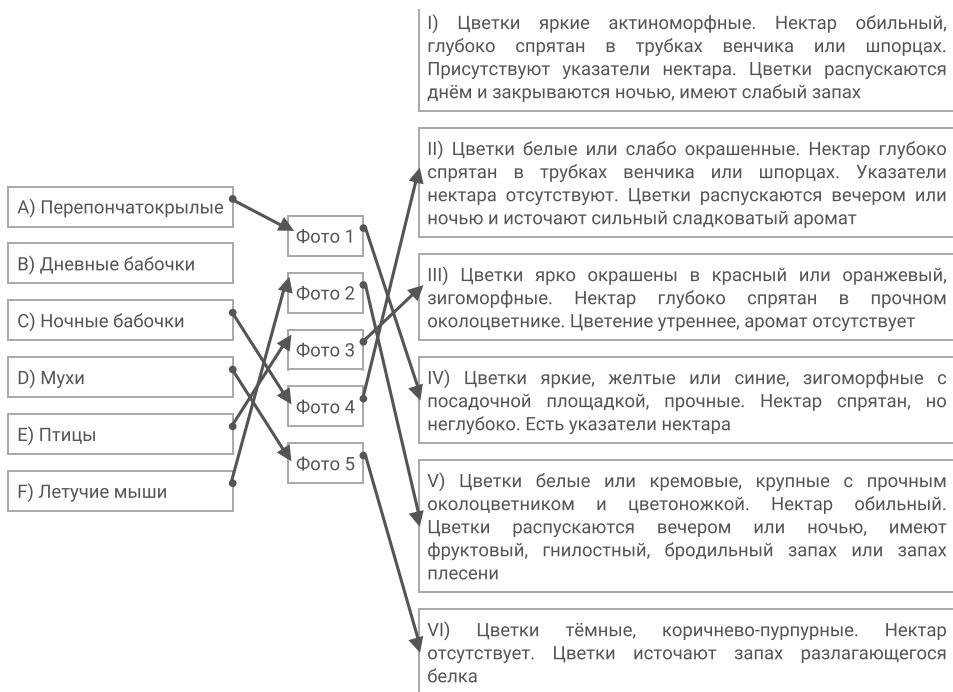 A) Перепончатокрылые
B) Дневные бабочки
C) Ночные бабочки
D) Мухи
E) Птицы
F) Летучие мыши
Фото 1
Фото 2
Фото 3
Фото 4
Фото 5
I) Цветки яркие актиноморфные. Нектар обильный,
глубоко спрятан в трубках венчика или шпорцах.
Присутствуют указатели нектара. Цветки распускаются
днём и закрываются ночью, имеют слабый запах
II) Цветки белые или слабо окрашенные. Нектар глубоко
спрятан в трубках венчика или шпорцах. Указатели
нектара отсутствуют. Цветки распускаются вечером или
ночью и источают сильный сладковатый аромат
III) Цветки ярко окрашены в красный или оранжевый,
зигоморфные. Нектар глубоко спрятан в прочном
околоцветнике. Цветение утреннее, аромат отсутствует
IV) Цветки яркие, желтые или синие, зигоморфные с
посадочной площадкой, прочные. Нектар спрятан, но
неглубоко. Есть указатели нектара
V) Цветки белые или кремовые, крупные с прочным
околоцветником и цветоножкой. Нектар обильный.
Цветки распускаются вечером или ночью, имеют
фруктовый, гнилостный, бродильный запах или запах
плесени
VI) Цветки тёмные, коричнево-пурпурные. Нектар
отсутствует. Цветки источают запах разлагающегося
белка